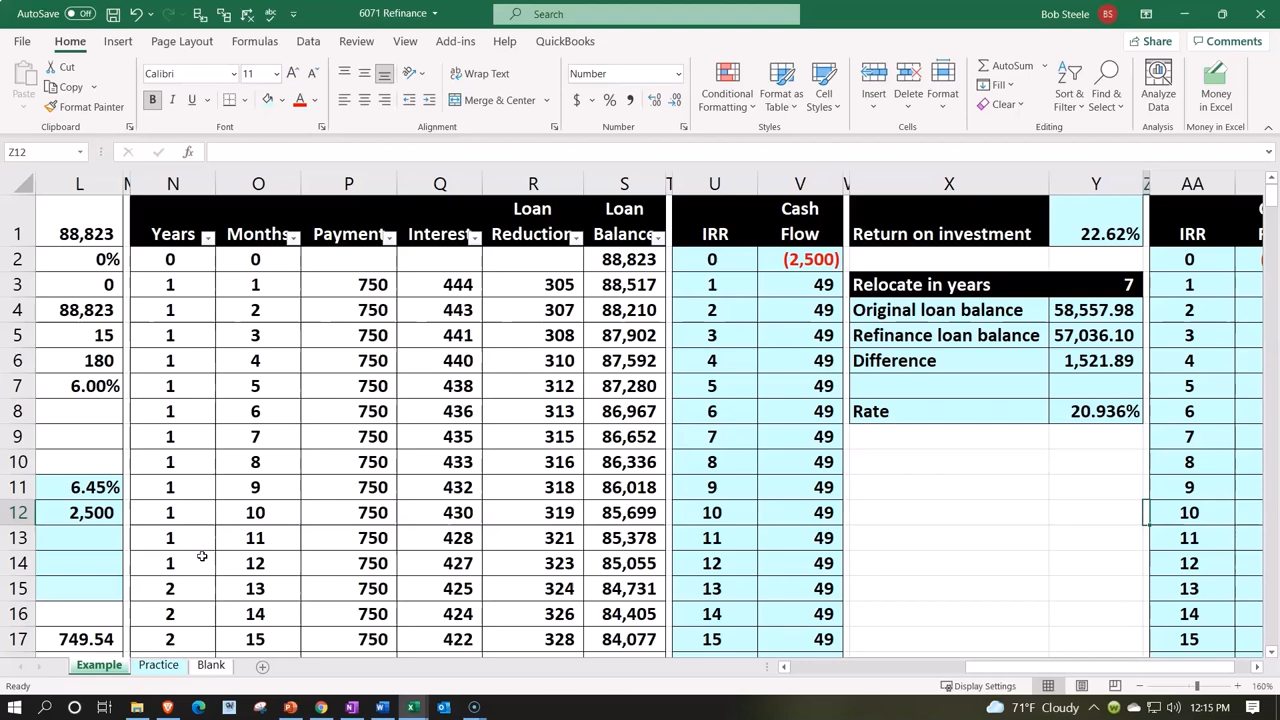 AutoSave Off 6071 Refinance Search Bob Steele BS
File Home Insert Page Layout Formulas Data Review View Add-ins Help QuickBooks Share Comments
Paste Cut Copy Format Painter Calibri 11 Wrap Text Merge & Center Number Conditional Formatting Format as Table Cell Styles Insert Delete Format AutoSum Fill Clear Sort & Filter Find & Select Analyze Data Money in Excel
Clipboard Font Alignment Number Styles Cells Editing Analysis Money in Excel
Z12 fx
L M N O P Q R S T U V W X Y Z AA
1 88,823 Years Months Payment Interest Loan Reduction Loan Balance IRR Cash Flow Return on investment 22.62% IRR
2 0% 0 0 88,823 0 (2,500) 0
3 0 1 1 750 444 305 88,517 1 49 Relocate in years 7 1
4 88,823 1 2 750 443 307 88,210 2 49 Original loan balance 58,557.98 2
5 15 1 3 750 441 308 87,902 3 49 Refinance loan balance 57,036.10 3
6 180 1 4 750 440 310 87,592 4 49 Difference 1,521.89 4
7 6.00% 1 5 750 438 312 87,280 5 49 5
8 1 6 750 436 313 86,967 6 49 Rate 20.936% 6
9 1 7 750 435 315 86,652 7 49 7
10 1 8 750 433 316 86,336 8 49 8
11 6.45% 1 9 750 432 318 86,018 9 49 9
12 2,500 1 10 750 430 319 85,699 10 49 10
13 1 11 750 428 321 85,378 11 49 11
14 1 12 750 427 323 85,055 12 49 12
15 2 13 750 425 324 84,731 13 49 13
16 2 14 750 424 326 84,405 14 49 14
17 749.54 2 15 750 422 328 84,077 15 49 15
Example Practice Blank
Ready Display Settings 160%
71°F Cloudy 12:15 PM